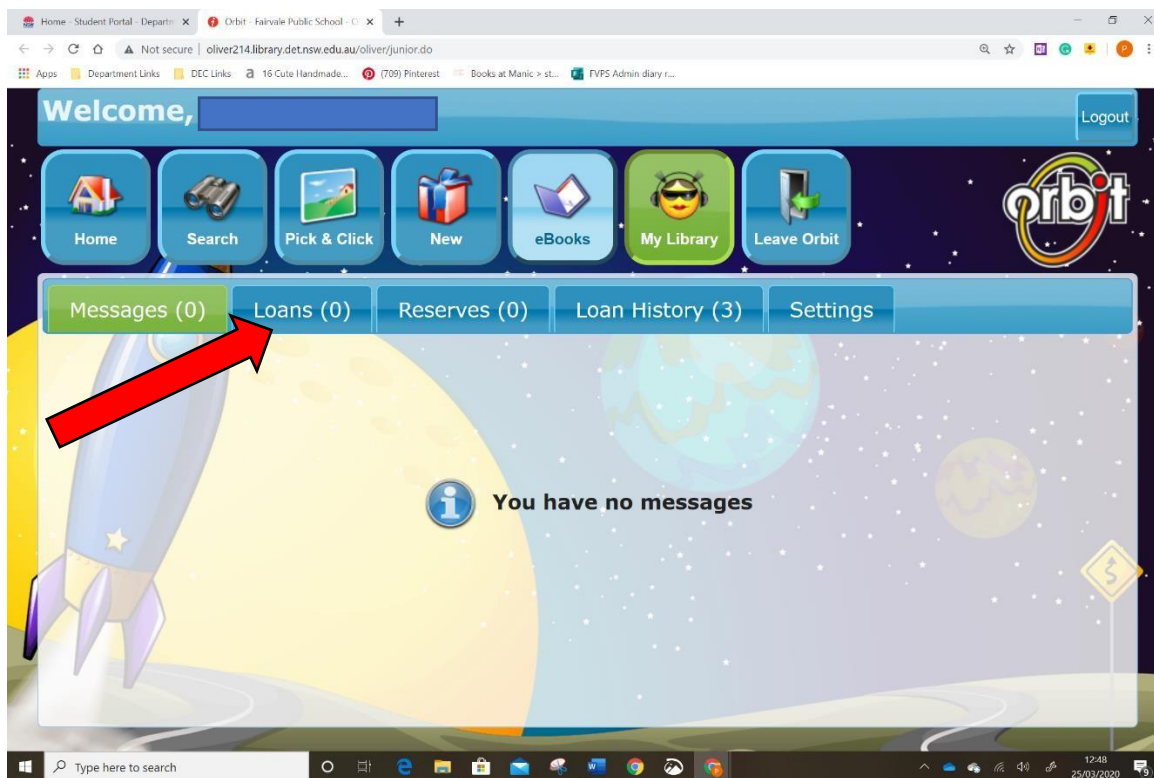 Home - Student Portal - Departm
Orbit - Fairvale Public School - O
Not secure | oliver214.library.det.nsw.edu.au/oliver/junior.do
Apps
Department Links
DEC Links
16 Cute Handmade...
(709) Pinterest
Books at Manic > st...
FVPS Admin diary r...
Welcome,
Logout
Home
Search
Pick & Click
New
eBooks
My Library
Leave Orbit
orbit
Messages (0)
Loans (0)
Reserves (0)
Loan History (3)
Settings
You have no messages
Type here to search
12:48
25/03/2020